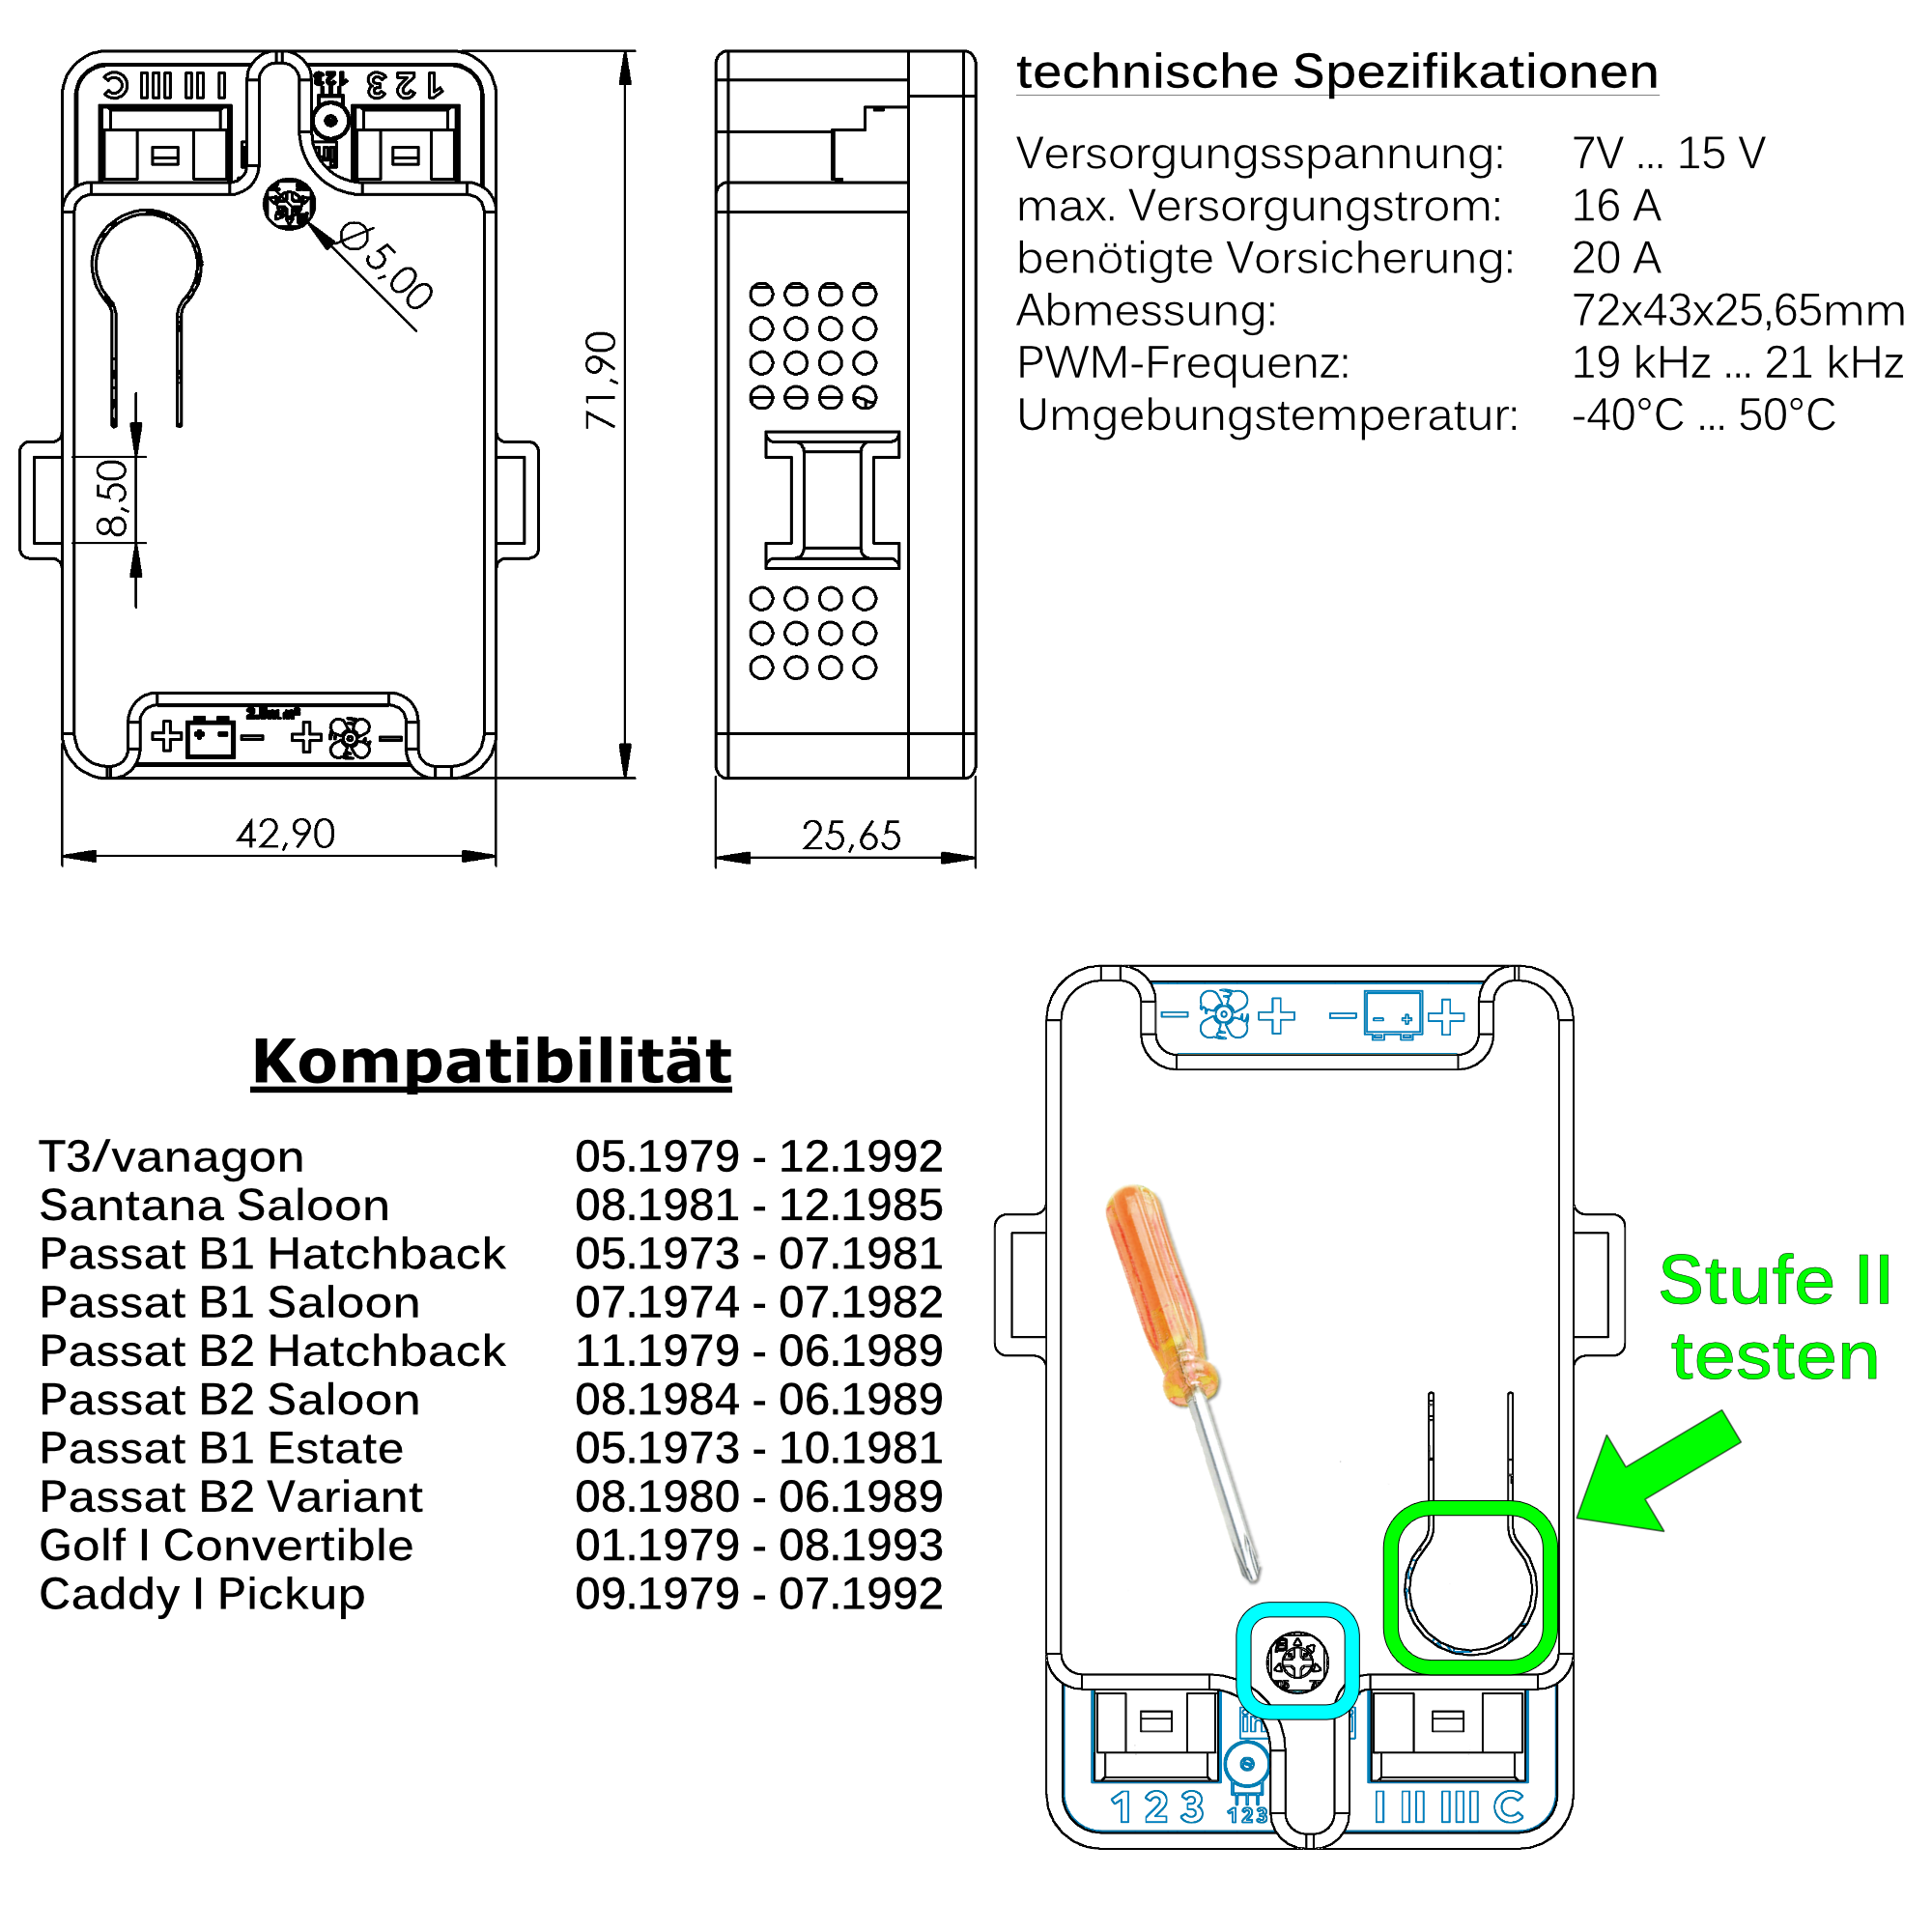 C III II I
1 2 3
3 2 1
Ø 5,00
8,50
71,90
42,90
25,65
technische Spezifikationen
Versorgungsspannung: 7V ... 15 V
max. Versorgungstrom: 16 A
benötigte Vorsicherung: 20 A
Abmessung: 72x43x25,65mm
PWM-Frequenz: 19 kHz ... 21 kHz
Umgebungstemperatur: -40°C ... 50°C
Kompatibilität
T3/vanagon 05.1979 - 12.1992
Santana Saloon 08.1981 - 12.1985
Passat B1 Hatchback 05.1973 - 07.1981
Passat B1 Saloon 07.1974 - 07.1982
Passat B2 Hatchback 11.1979 - 06.1989
Passat B2 Saloon 08.1984 - 06.1989
Passat B1 Estate 05.1973 - 10.1981
Passat B2 Variant 08.1980 - 06.1989
Golf I Convertible 01.1979 - 08.1993
Caddy I Pickup 09.1979 - 07.1992
Stufe II
testen
1 2 3
123
I II III C